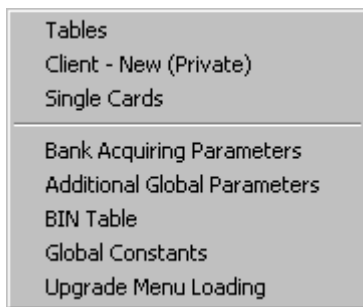 Tables
Client - New (Private)
Single Cards
Bank Acquiring Parameters
Additional Global Parameters
BIN Table
Global Constants
Upgrade Menu Loading